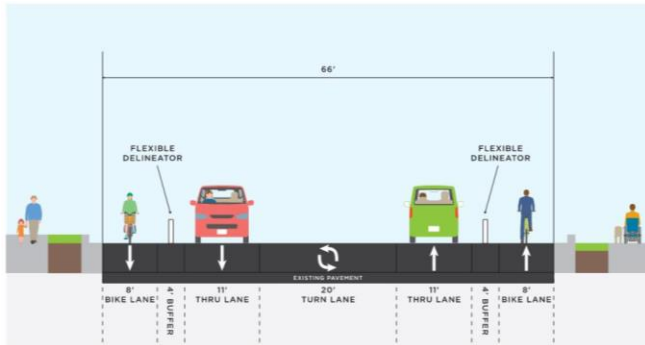 66'
FLEXIBLE
DELINEATOR
FLEXIBLE
DELINEATOR
EXISTING PAVEMENT
8'
BIKE LANE
4' BUFFER
11'
THRU LANE
20'
TURN LANE
11'
THRU LANE
4' BUFFER
8'
BIKE LANE